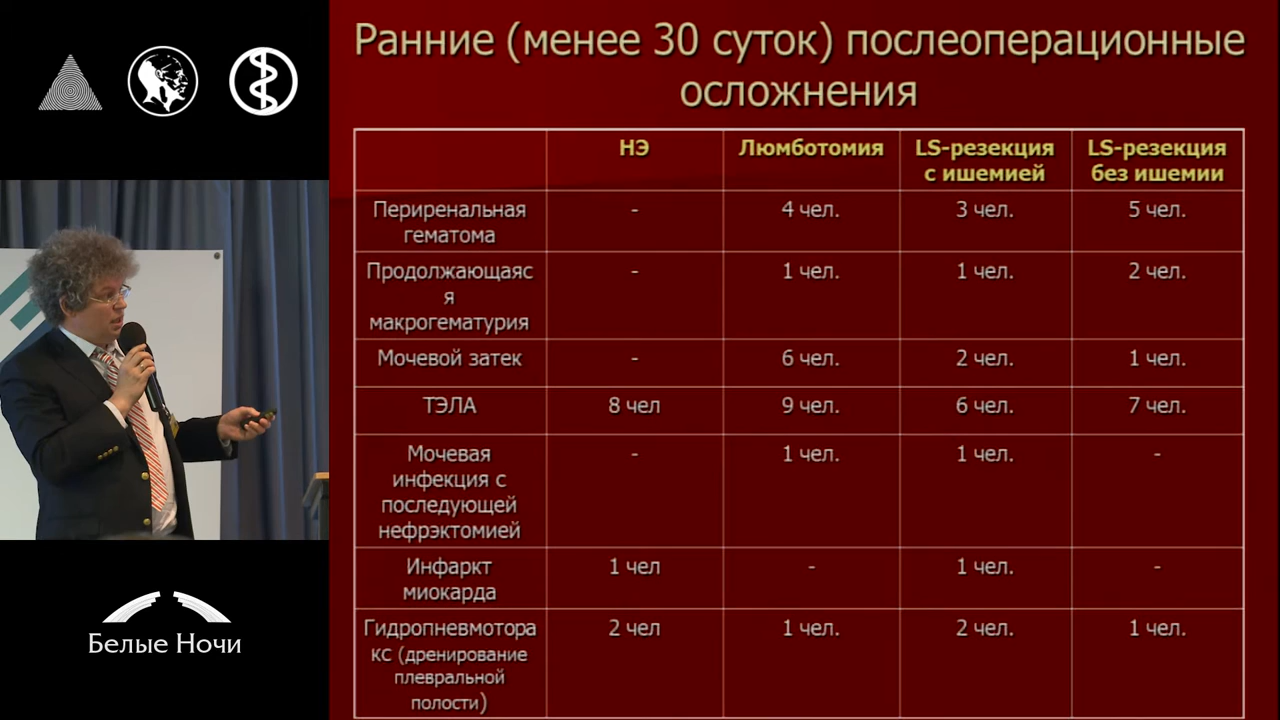 Ранние (менее 30 суток) послеоперационные
осложнения
НЭ
Люмботомия
LS-резекция
с ишемией
LS-резекция
без ишемии
Периренальная
гематома
-
4 чел.
3 чел.
5 чел.
Продолжающаяс
я
макрогематурия
-
1 чел.
1 чел.
2 чел.
Мочевой затек
-
6 чел.
2 чел.
1 чел.
ТЭЛА
8 чел
9 чел.
6 чел.
7 чел.
Мочевая
инфекция с
последующей
нефрэктомией
-
1 чел.
1 чел.
-
Инфаркт
миокарда
1 чел
-
1 чел.
-
Гидропневмотора
кс (дренирование
плевральной
полости)
2 чел
1 чел.
2 чел.
1 чел.
Белые Ночи